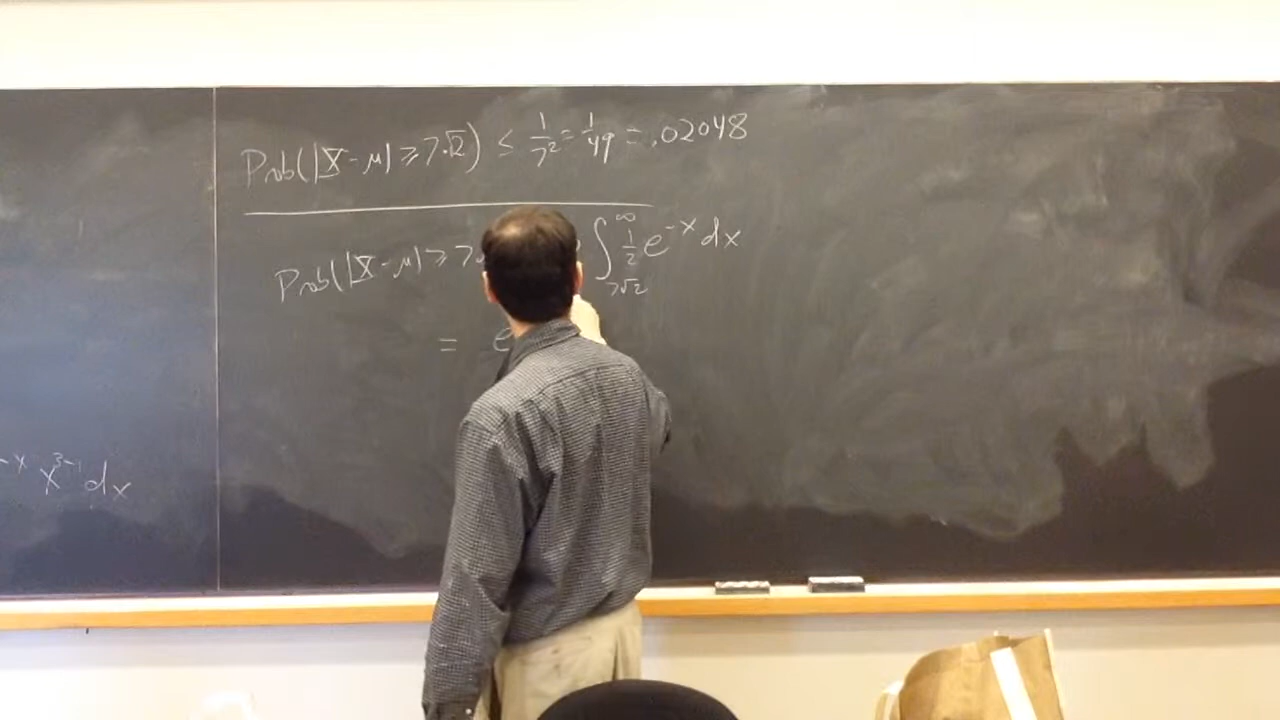 Prob(|X-μ| ≥ 7·√2) ≤ 1/7² = 1/49 = .02048
Prob(|X-μ| ≥ 7 ∫_{7√2}^{∞} 1/2 e^{-x} dx
= e
-x x^{3-1} dx